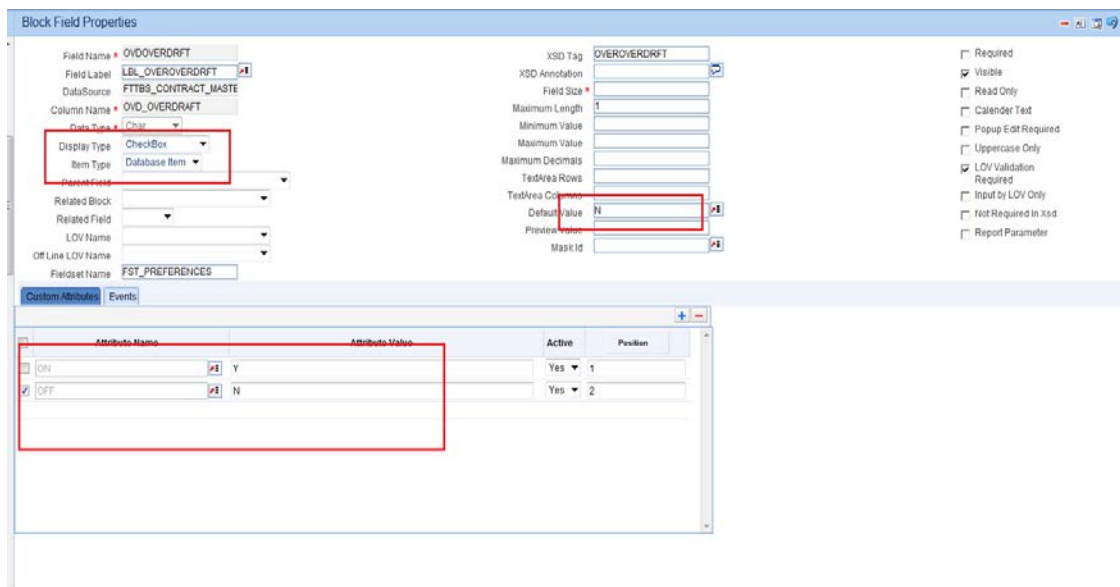 Block Field Properties
Field Name * OVDOVERDRFT
Field Label LBL_OVEROVERDRFT
DataSource FTTBS_CONTRACT_MASTE
Column Name * OVD_OVERDRAFT
Data Type * Char
Display Type CheckBox
Item Type Database Item
Parent Field
Related Block
Related Field
LOV Name
Off Line LOV Name
Fieldset Name FST_PREFERENCES
XSD Tag OVEROVERDRFT
XSD Annotation
Field Size *
Maximum Length 1
Minimum Value
Maximum Value
Maximum Decimals
TextArea Rows
TextArea Columns
Default Value N
Preview Value
Mask Id
Required
Visible
Read Only
Calender Text
Popup Edit Required
Uppercase Only
LOV Validation
Required
Input by LOV Only
Not Required In Xsd
Report Parameter
Custom Attributes Events
Attribute Name Attribute Value Active Position
ON Y Yes 1
OFF N Yes 2